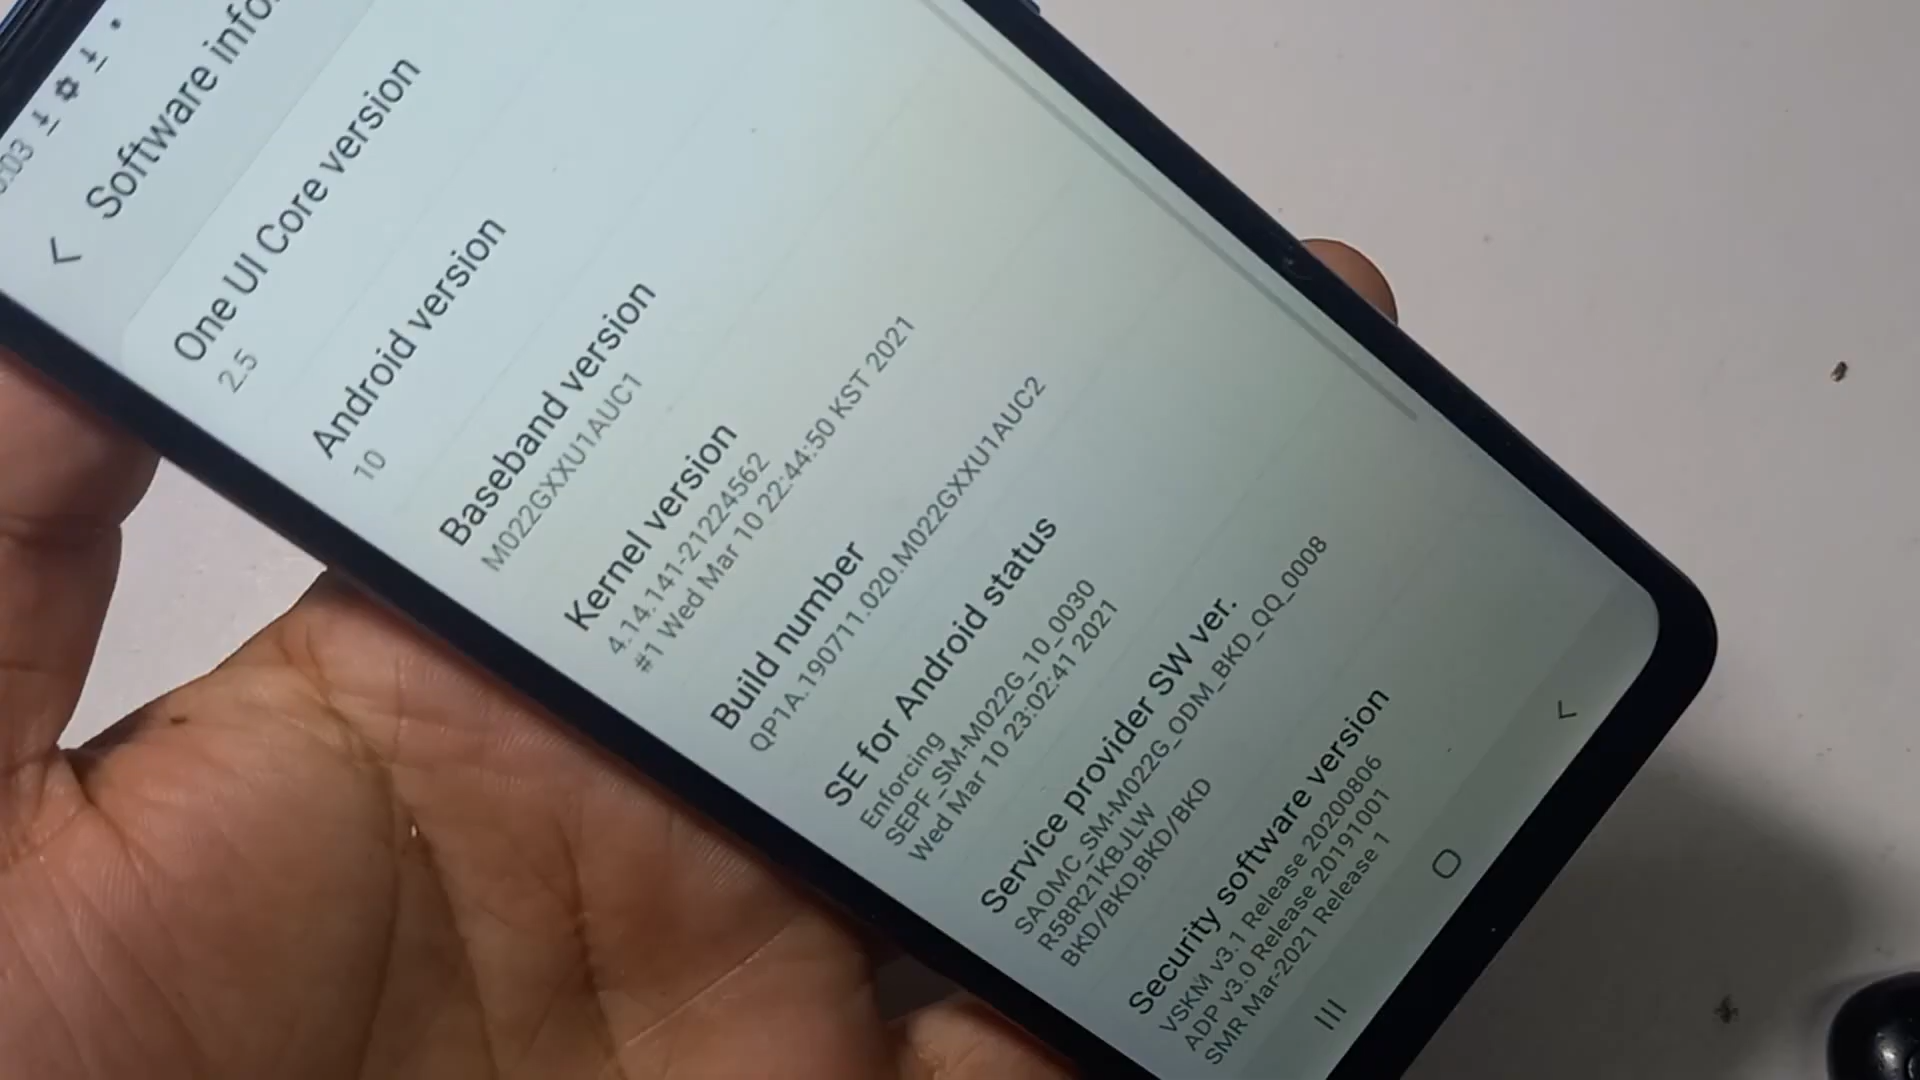 :03
Software info
One UI Core version
2.5
Android version
10
Baseband version
M022GXXU1AUC1
Kernel version
4.14.141-21224562
#1 Wed Mar 10 22:44:50 KST 2021
Build number
QP1A.190711.020.M022GXXU1AUC2
SE for Android status
Enforcing
SEPF_SM-M022G_10_0030
Wed Mar 10 23:02:41 2021
Service provider SW ver.
SAOMC_SM-M022G_ODM_BKD_QQ_0008
R58R21KBJLW
BKD/BKD,BKD/BKD
Security software version
VSKM v3.1 Release 20200806
ADP v3.0 Release 20191001
SMR Mar-2021 Release 1